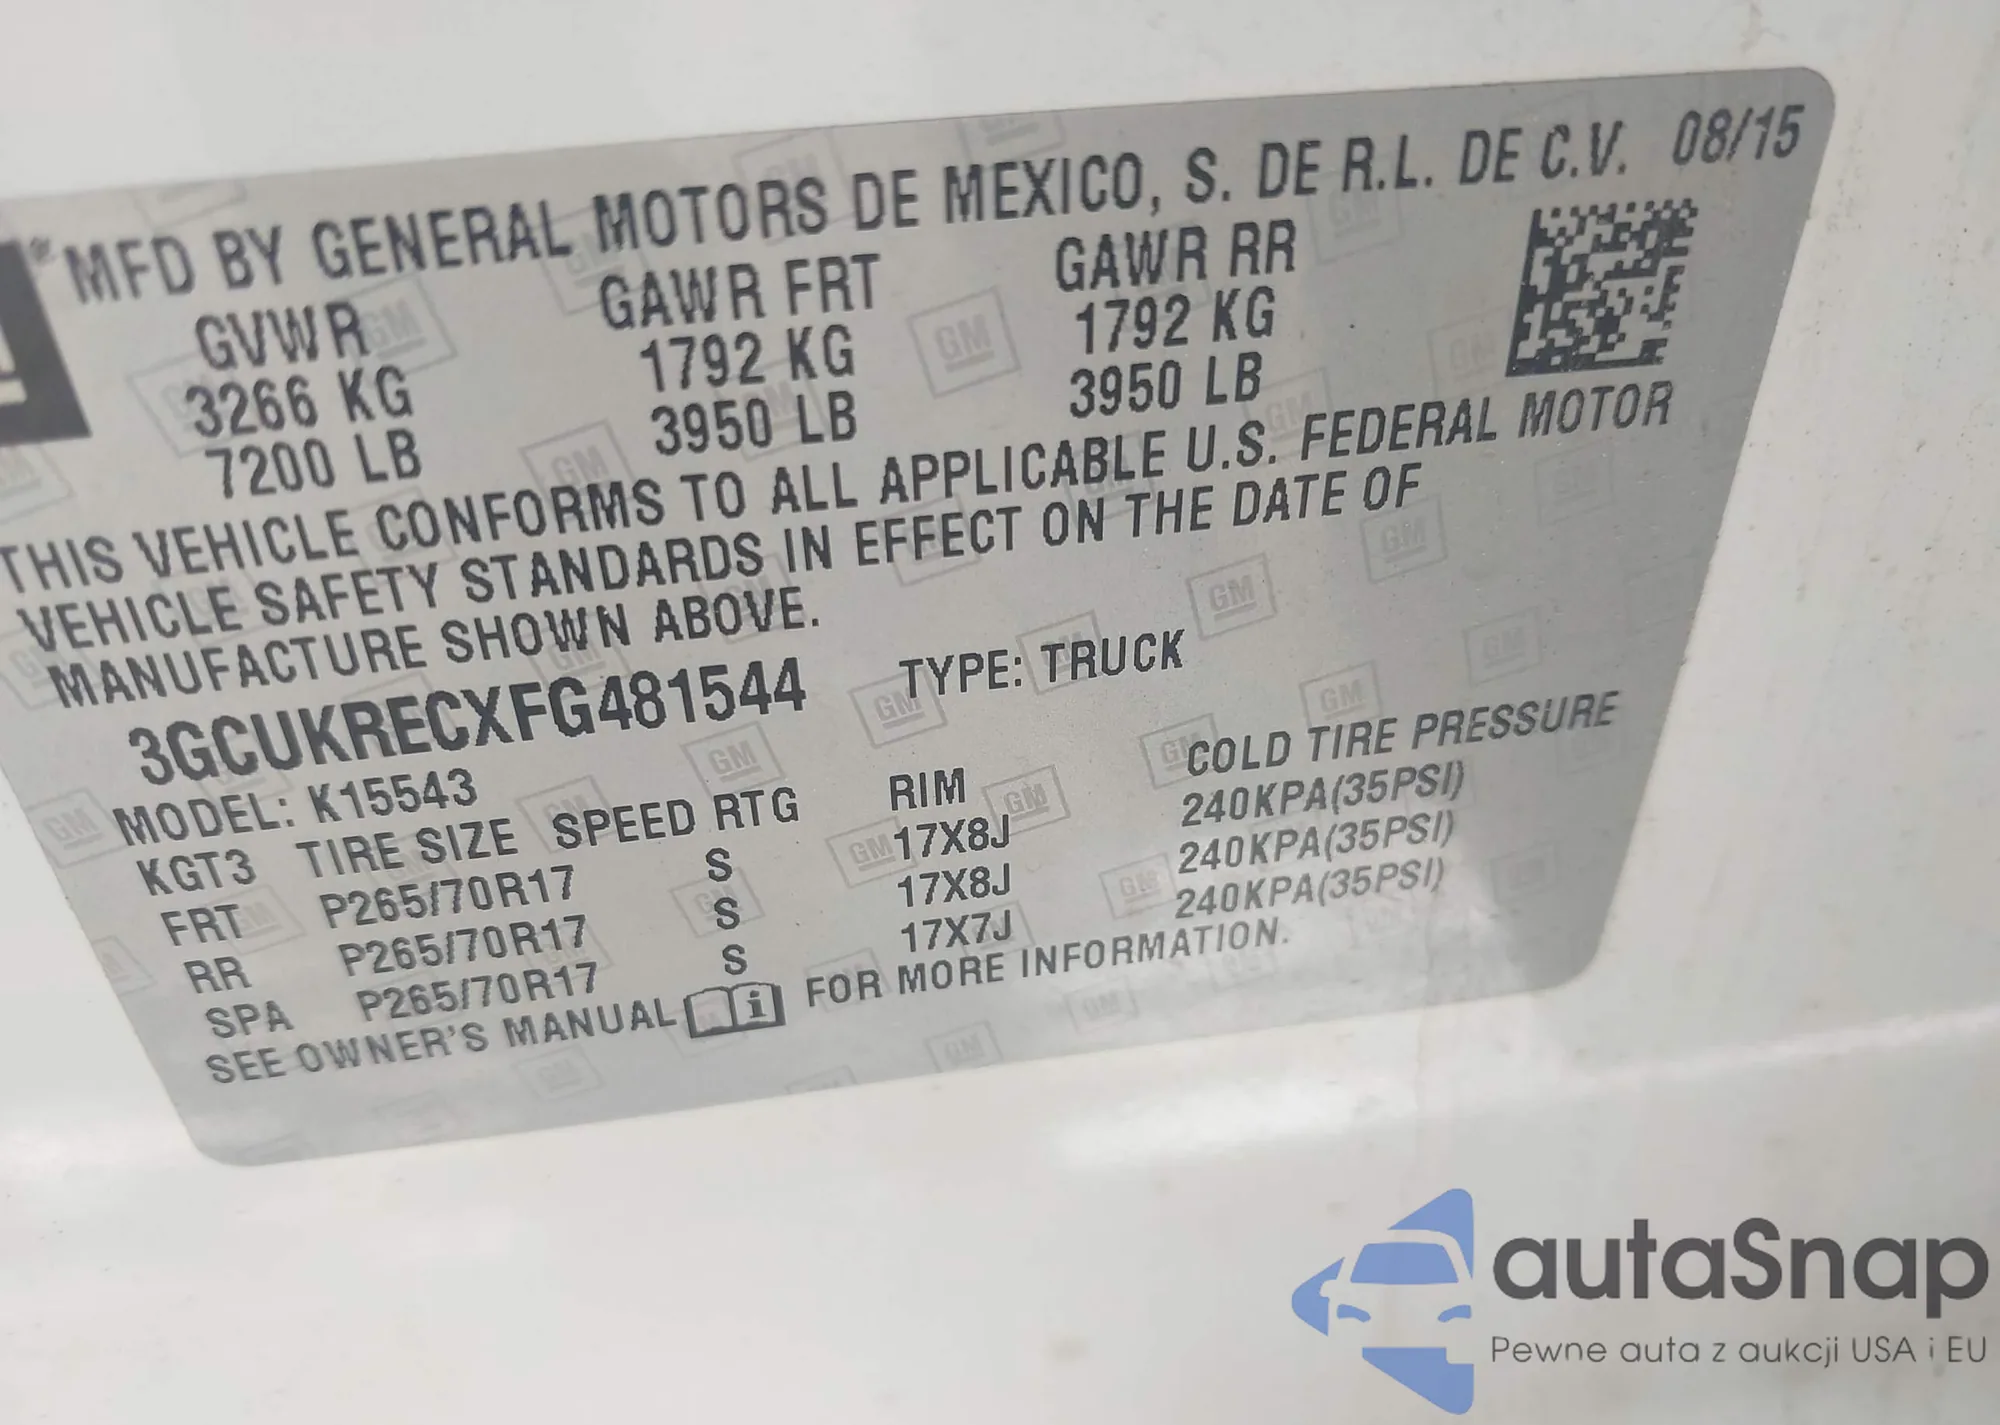 MFD BY GENERAL MOTORS DE MEXICO, S. DE R.L. DE C.V. 08/15
GVWR GAWR FRT GAWR RR
3266 KG 1792 KG 1792 KG
7200 LB 3950 LB 3950 LB
THIS VEHICLE CONFORMS TO ALL APPLICABLE U.S. FEDERAL MOTOR
VEHICLE SAFETY STANDARDS IN EFFECT ON THE DATE OF
MANUFACTURE SHOWN ABOVE.
3GCUKRECXFG481544 TYPE: TRUCK
MODEL: K15543
KGT3 TIRE SIZE SPEED RTG RIM COLD TIRE PRESSURE
FRT P265/70R17 S 17X8J 240KPA(35PSI)
RR P265/70R17 S 17X8J 240KPA(35PSI)
SPA P265/70R17 S 17X7J 240KPA(35PSI)
SEE OWNER'S MANUAL i FOR MORE INFORMATION.
autaSnap
Pewne auta z aukcji USA i EU